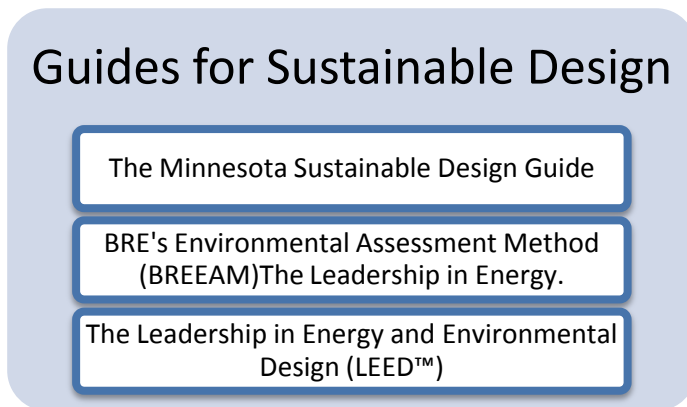 Guides for Sustainable Design
The Minnesota Sustainable Design Guide
BRE's Environmental Assessment Method
(BREEAM)The Leadership in Energy.
The Leadership in Energy and Environmental
Design (LEED™)